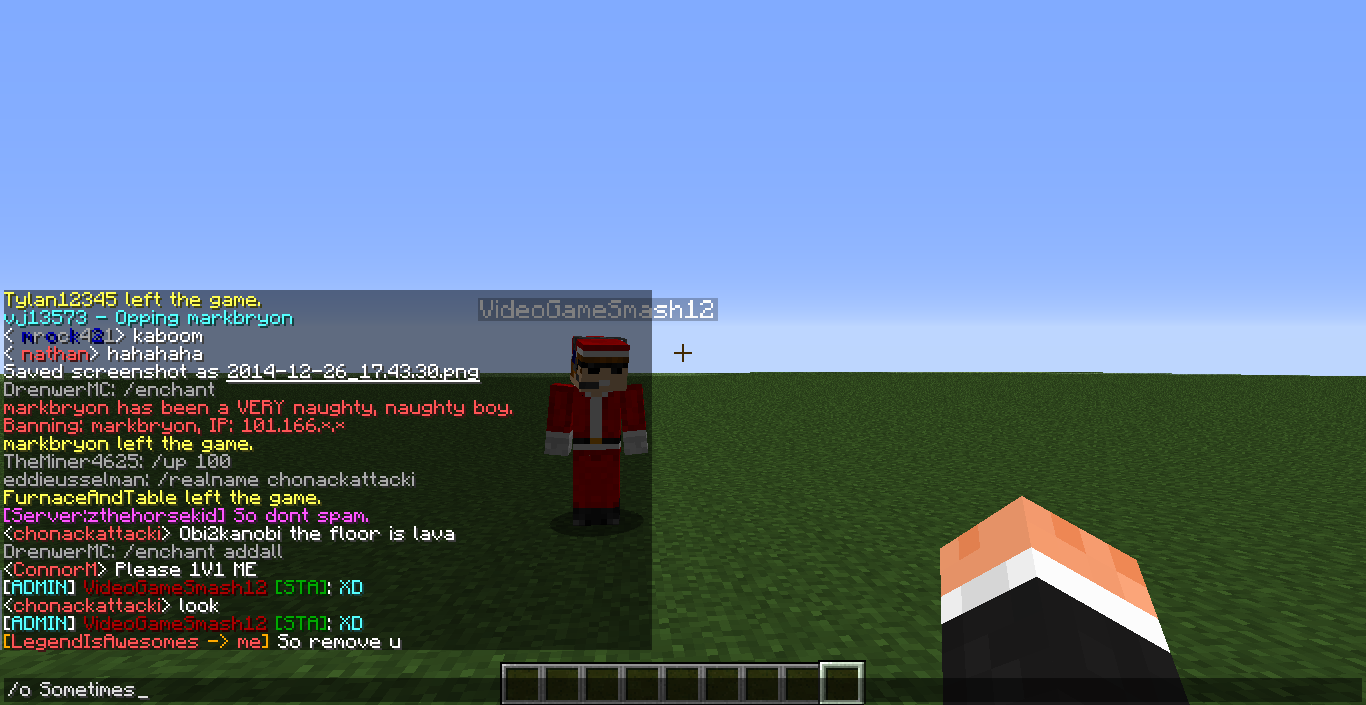 Tylan12345 left the game.
vj13573 - Opping markbryon
VideoGameSmash12
< mrock421> kaboom
< nathan> hahahaha
Saved screenshot as 2014-12-26_17.43.30.png
DrenwerMC: /enchant
markbryon has been a VERY naughty, naughty boy.
Banning: markbryon, IP: 101.166.*.*
markbryon left the game.
TheMiner4625: /up 100
eddieusselman: /realname chonackattacki
FurnaceAndTable left the game.
[Server:zthehorsekid] So dont spam.
<chonackattacki> Obi2kanobi the floor is lava
DrenwerMC: /enchant addall
<ConnorM> Please 1V1 ME
[ADMIN] VideoGameSmash12 [STA]: XD
<chonackattacki> look
[ADMIN] VideoGameSmash12 [STA]: XD
[LegendIsAwesomes -> me] So remove u
/o Sometimes_